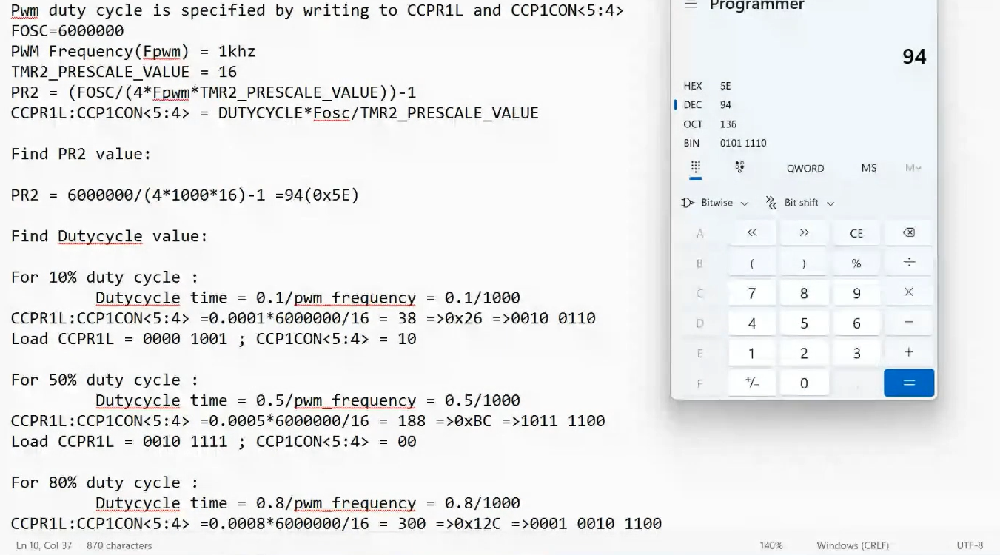 Pwm duty cycle is specified by writing to CCPR1L and CCP1CON<5:4>
FOSC=6000000
PWM Frequency(Fpwm) = 1khz
TMR2_PRESCALE_VALUE = 16
PR2 = (FOSC/(4*Fpwm*TMR2_PRESCALE_VALUE))-1
CCPR1L:CCP1CON<5:4> = DUTYCYCLE*Fosc/TMR2_PRESCALE_VALUE
Find PR2 value:
PR2 = 6000000/(4*1000*16)-1 =94(0x5E)
Find Dutycycle value:
For 10% duty cycle :
Dutycycle time = 0.1/pwm_frequency = 0.1/1000
CCPR1L:CCP1CON<5:4> =0.0001*6000000/16 = 38 =>0x26 =>0010 0110
Load CCPR1L = 0000 1001 ; CCP1CON<5:4> = 10
For 50% duty cycle :
Dutycycle time = 0.5/pwm_frequency = 0.5/1000
CCPR1L:CCP1CON<5:4> =0.0005*6000000/16 = 188 =>0xBC =>1011 1100
Load CCPR1L = 0010 1111 ; CCP1CON<5:4> = 00
For 80% duty cycle :
Dutycycle time = 0.8/pwm_frequency = 0.8/1000
CCPR1L:CCP1CON<5:4> =0.0008*6000000/16 = 300 =>0x12C =>0001 0010 1100
Ln 10, Col 37 870 characters 140% Windows (CRLF) UTF-8
Programmer
94
HEX 5E
DEC 94
OCT 136
BIN 0101 1110
QWORD MS M
Bitwise Bit shift
A << >> CE
B ( ) % ÷
C 7 8 9 ×
D 4 5 6 −
E 1 2 3 +
F +/− 0 . =